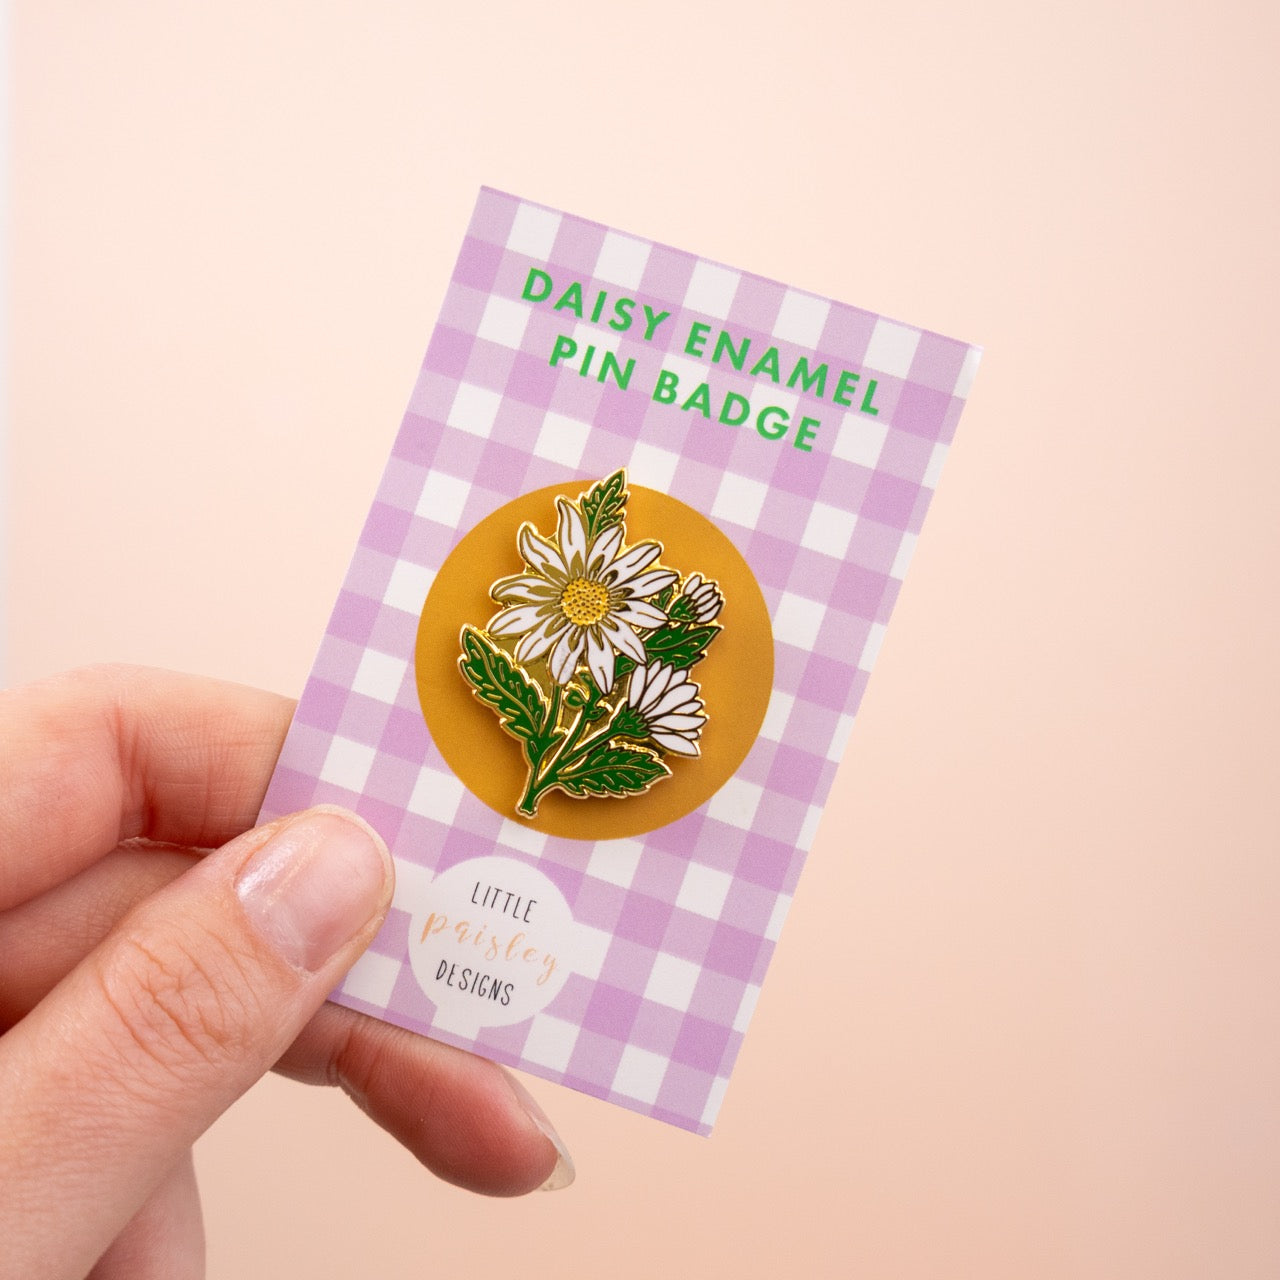 DAISY ENAMEL
PIN BADGE
LITTLE
paisley
DESIGNS